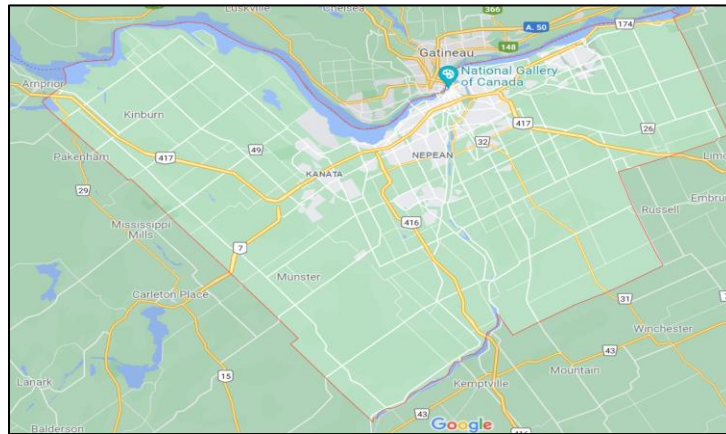 Luskville
Chelsea
366
A. 50
174
148
Gatineau
National Gallery
of Canada
Arnprior
Kinburn
417
26
32
49
Pakenham
417
NEPEAN
KANATA
29
Russell
Mississippi
Mills
416
7
Munster
Carleton Place
31
Winchester
43
15
Mountain
Lanark
Kemptville
43
Google
Balderson
416